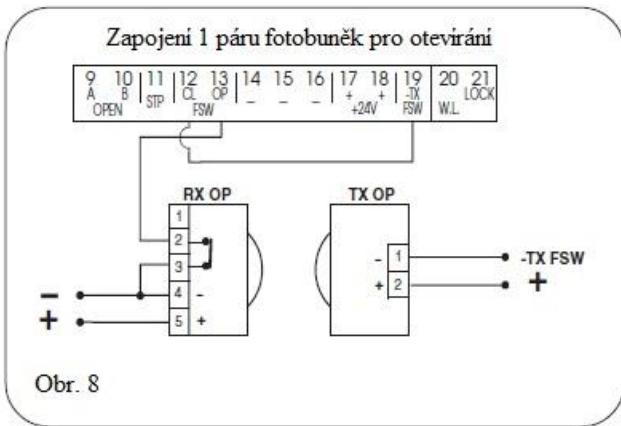 Zapojení 1 páru fotobuněk pro otevírání
9 10 11 12 13 14 15 16 17 18 19 20 21
A B STP CL OP – – – + + -TX LOCK
OPEN FSW +24V FSW W.L.
RX OP TX OP
1
2
3
4 -
5 +
–
+
- 1
+ 2
-TX FSW
+
Obr. 8